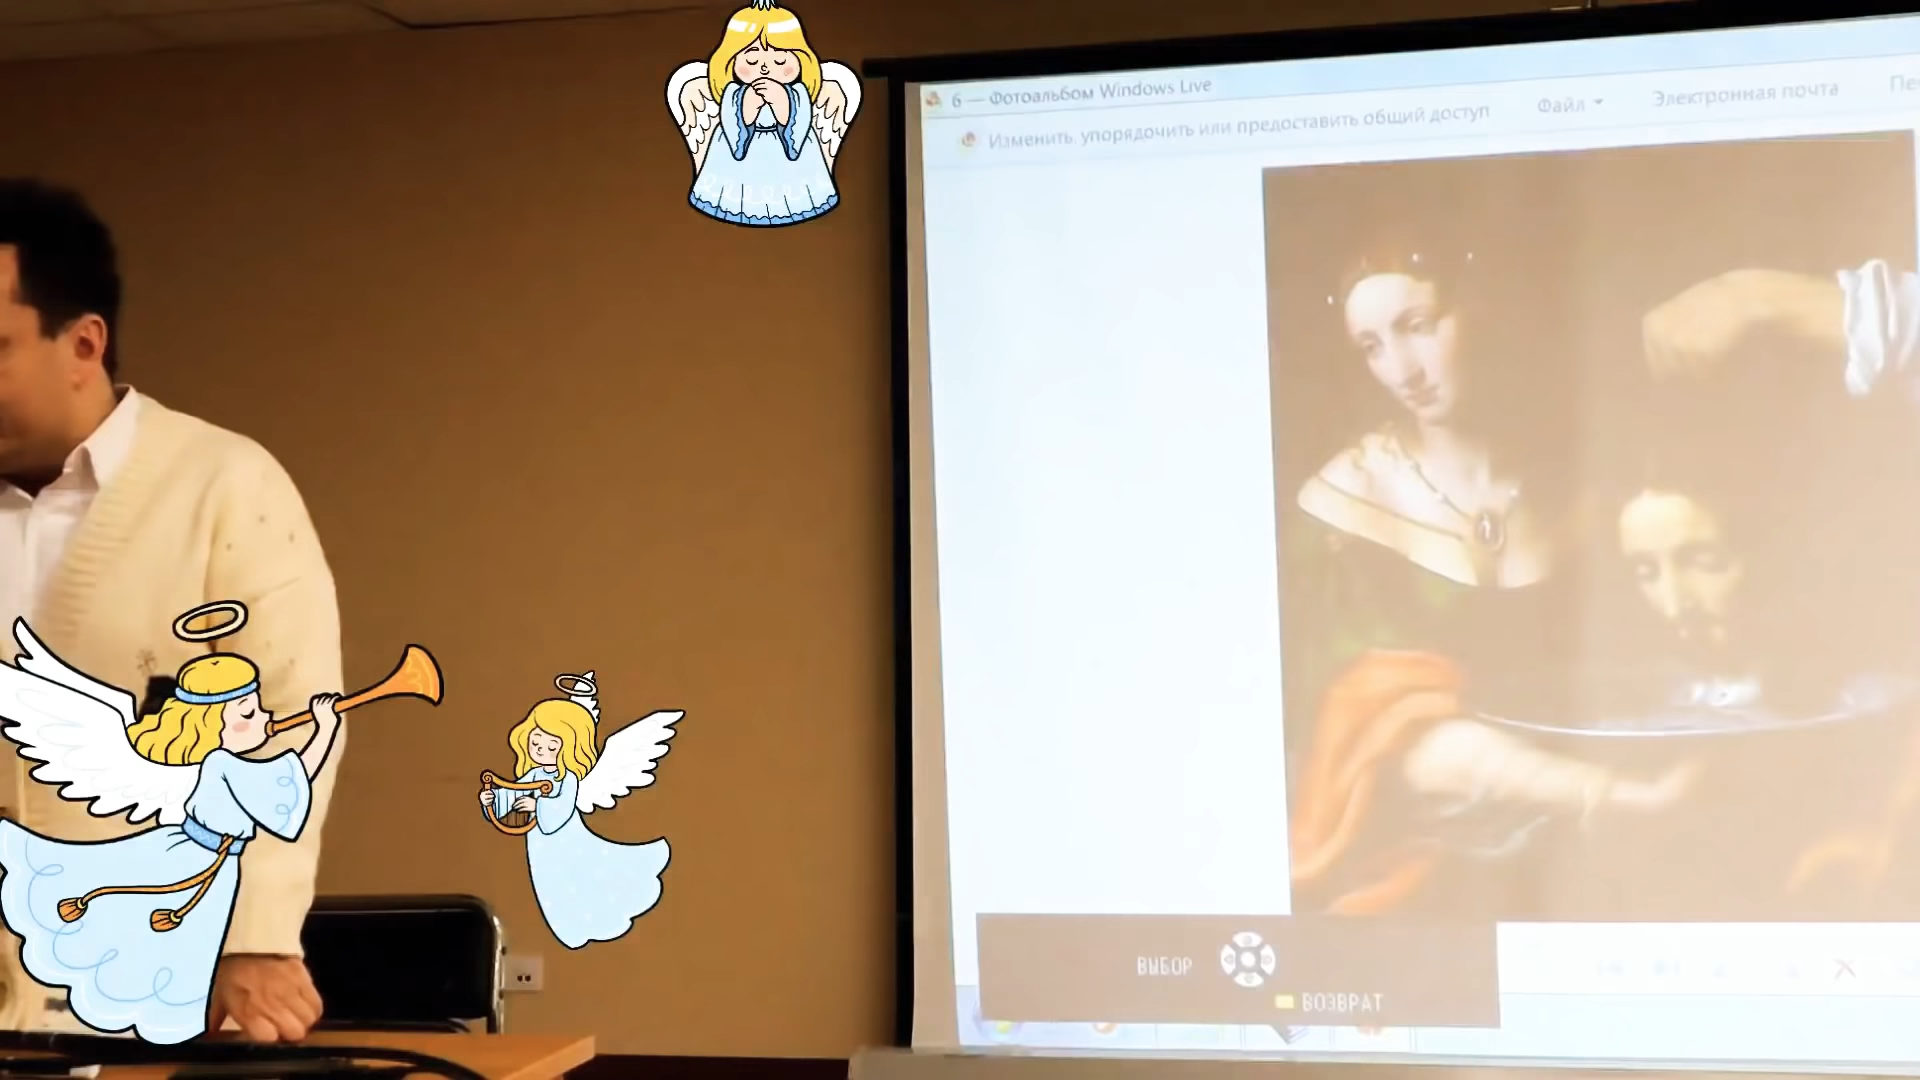 6 — Фотоальбом Windows Live
Изменить, упорядочить или предоставить общий доступ Файл Электронная почта
ВЫБОР
ВОЗВРАТ